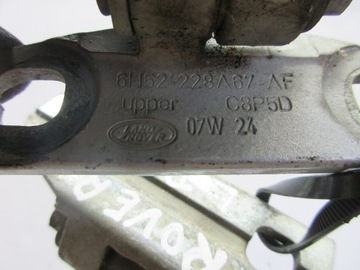 6H52-228A67-AF
upper C8P5D
LAND ROVER 07W 24
ROVER